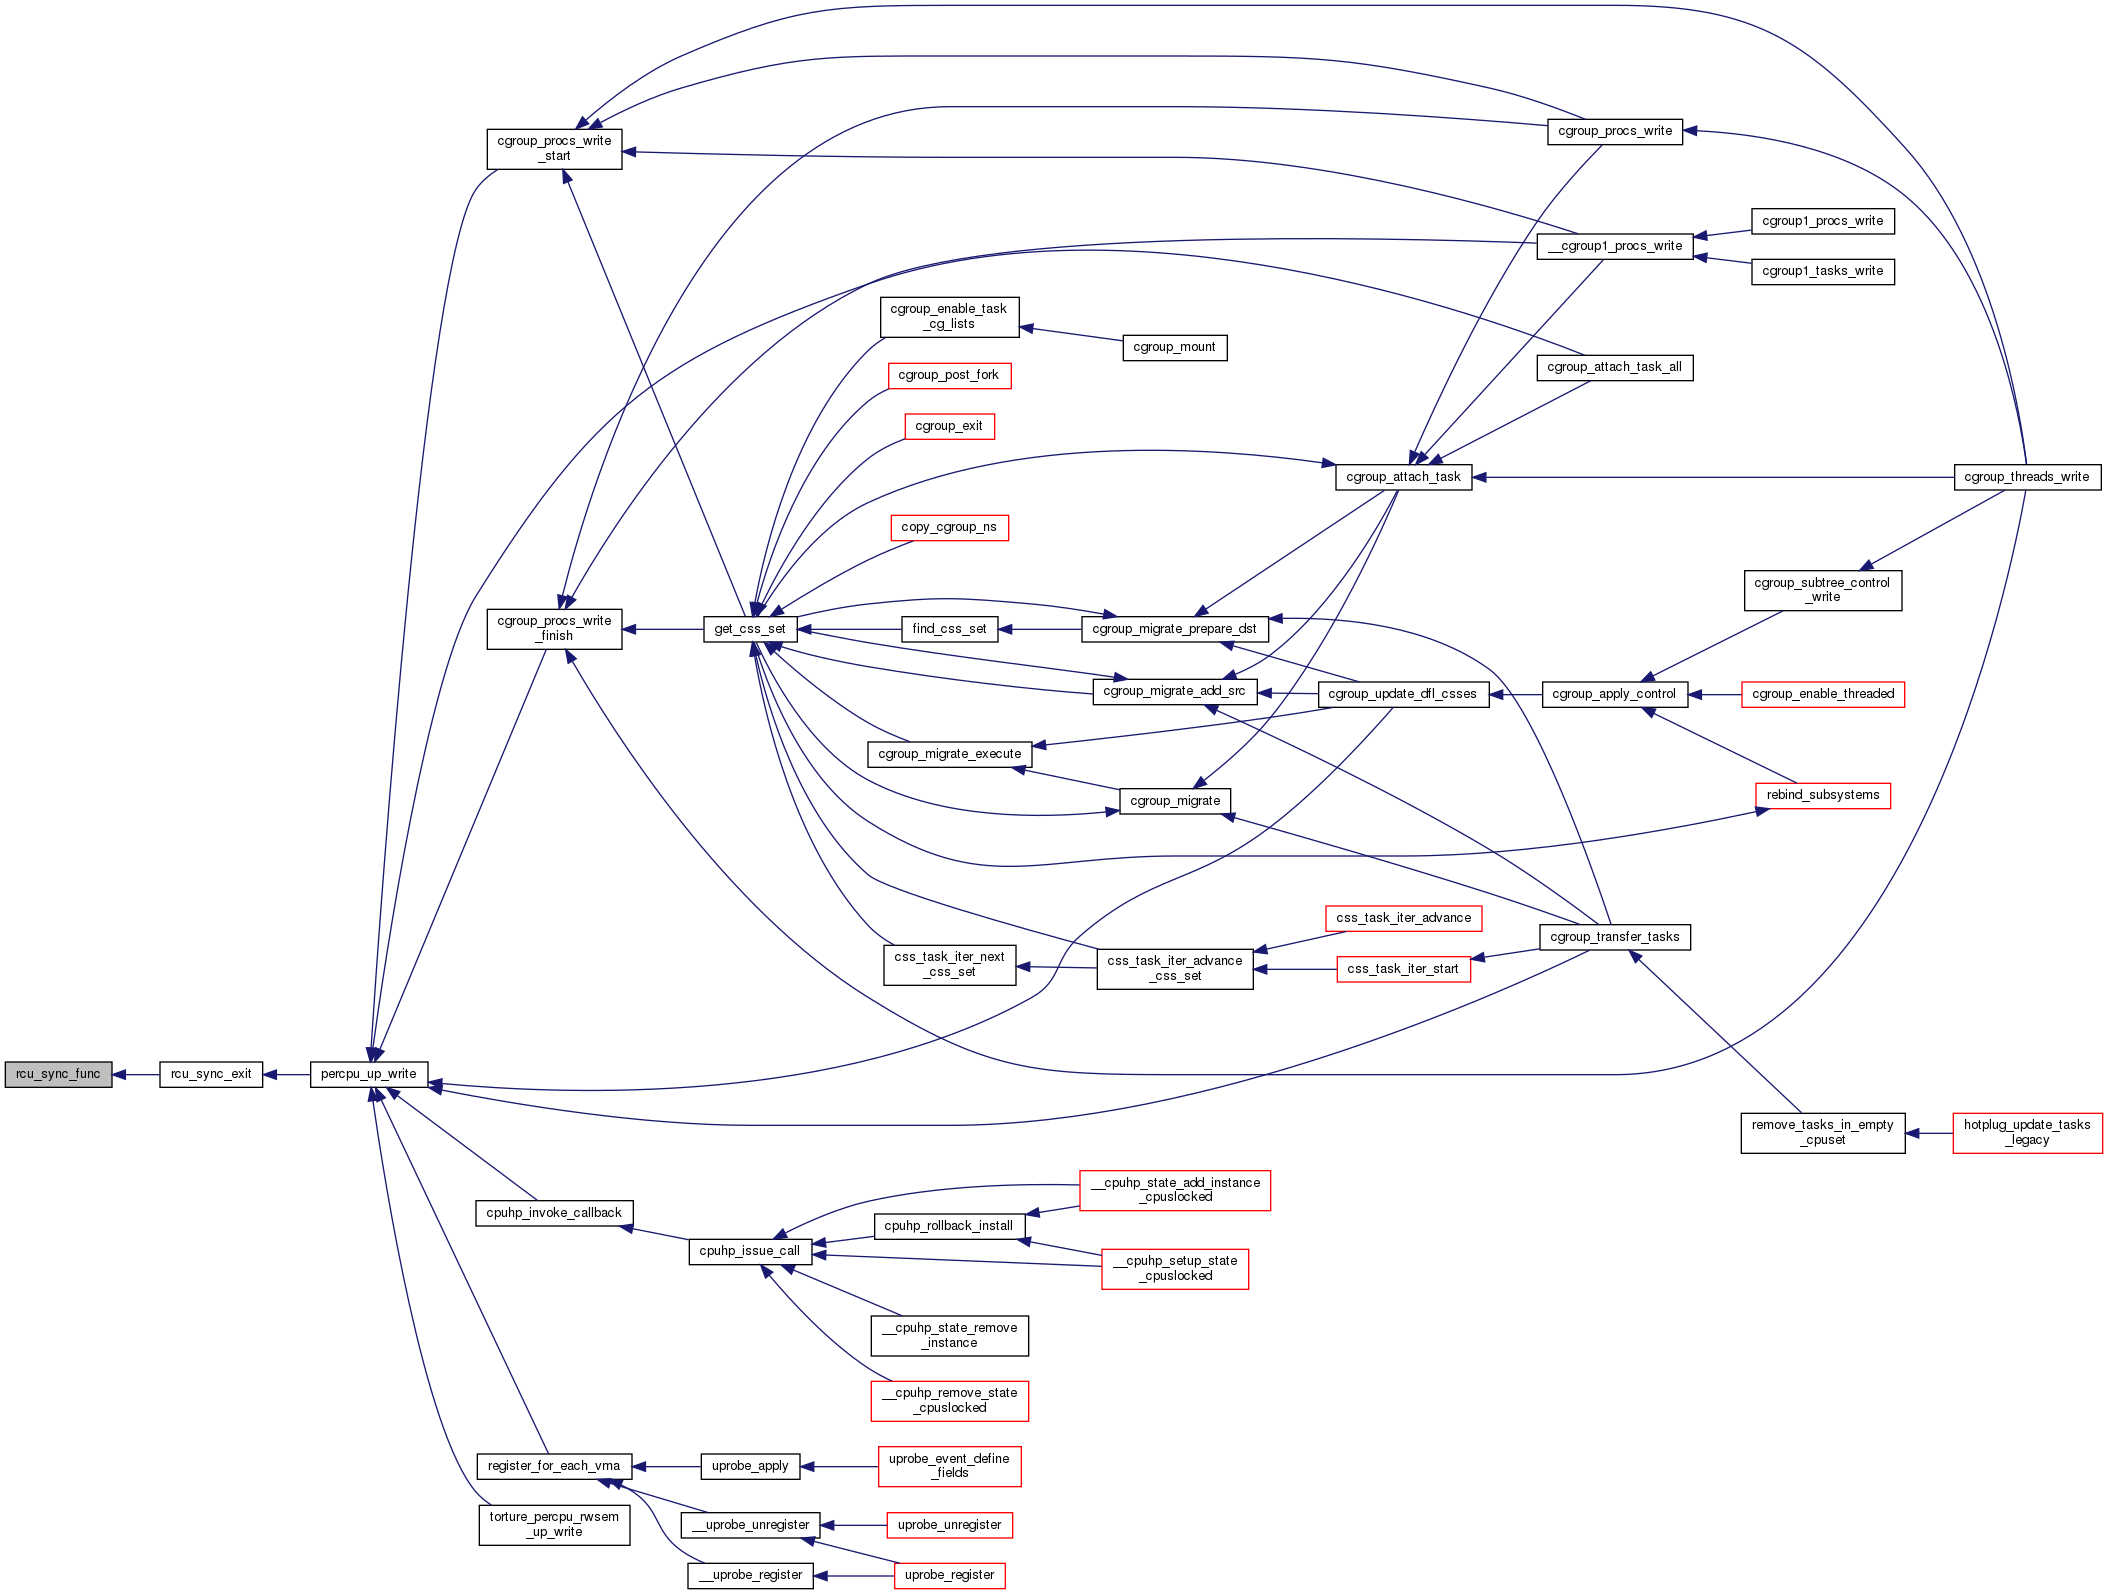 cgroup_procs_write
_start
cgroup_procs_write
cgroup1_procs_write
__cgroup1_procs_write
cgroup1_tasks_write
cgroup_enable_task
_cg_lists
cgroup_mount
cgroup_attach_task_all
cgroup_post_fork
cgroup_exit
cgroup_attach_task
cgroup_threads_write
copy_cgroup_ns
cgroup_subtree_control
_write
cgroup_procs_write
_finish
get_css_set
find_css_set
cgroup_migrate_prepare_dst
cgroup_migrate_add_src
cgroup_update_dfl_csses
cgroup_apply_control
cgroup_enable_threaded
cgroup_migrate_execute
cgroup_migrate
rebind_subsystems
css_task_iter_advance
cgroup_transfer_tasks
css_task_iter_next
_css_set
css_task_iter_advance
_css_set
css_task_iter_start
rcu_sync_func
rcu_sync_exit
percpu_up_write
remove_tasks_in_empty
_cpuset
hotplug_update_tasks
_legacy
__cpuhp_state_add_instance
_cpuslocked
cpuhp_invoke_callback
cpuhp_rollback_install
cpuhp_issue_call
__cpuhp_setup_state
_cpuslocked
__cpuhp_state_remove
_instance
__cpuhp_remove_state
_cpuslocked
register_for_each_vma
uprobe_apply
uprobe_event_define
_fields
torture_percpu_rwsem
_up_write
__uprobe_unregister
uprobe_unregister
__uprobe_register
uprobe_register